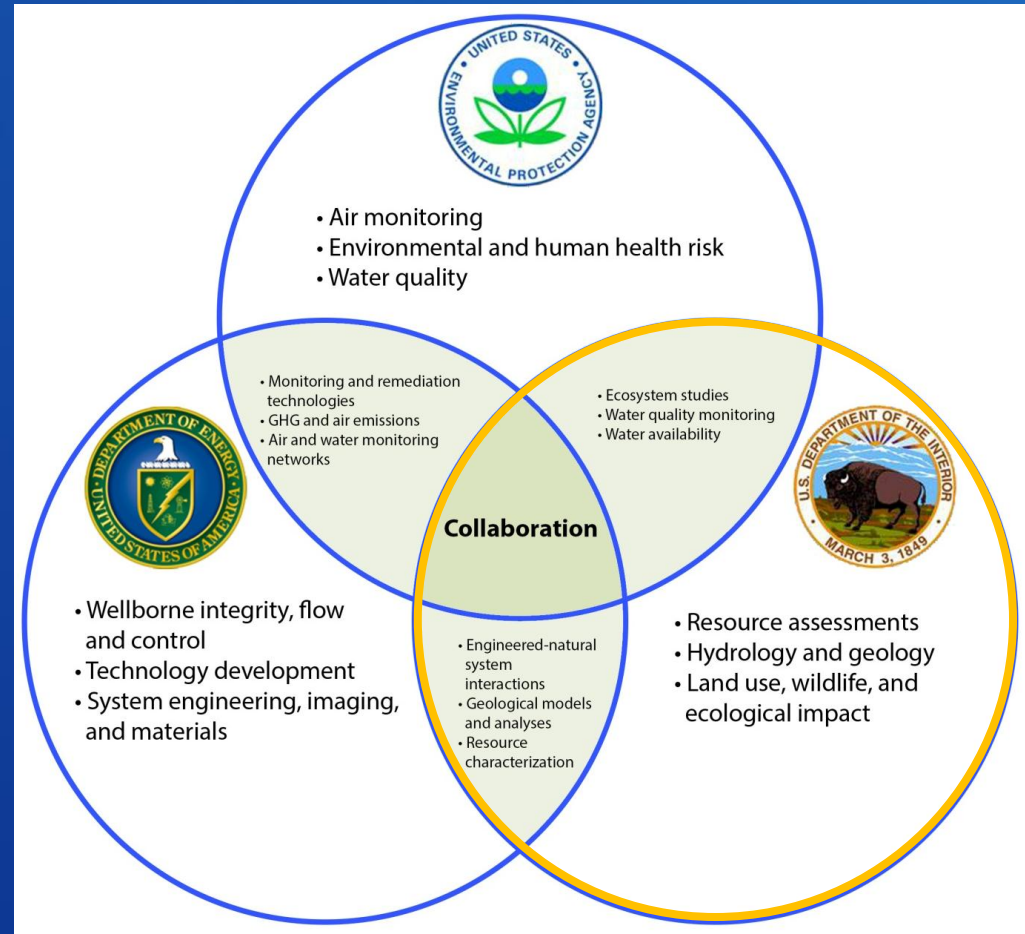 UNITED STATES
ENVIRONMENTAL PROTECTION AGENCY
• Air monitoring
• Environmental and human health risk
• Water quality
• Monitoring and remediation
technologies
• GHG and air emissions
• Air and water monitoring
networks
• Ecosystem studies
• Water quality monitoring
• Water availability
DEPARTMENT OF ENERGY
UNITED STATES OF AMERICA
U.S. DEPARTMENT OF THE INTERIOR
MARCH 3, 1849
Collaboration
• Wellborne integrity, flow
and control
• Technology development
• System engineering, imaging,
and materials
• Engineered-natural
system
interactions
• Geological models
and analyses
• Resource
characterization
• Resource assessments
• Hydrology and geology
• Land use, wildlife, and
ecological impact